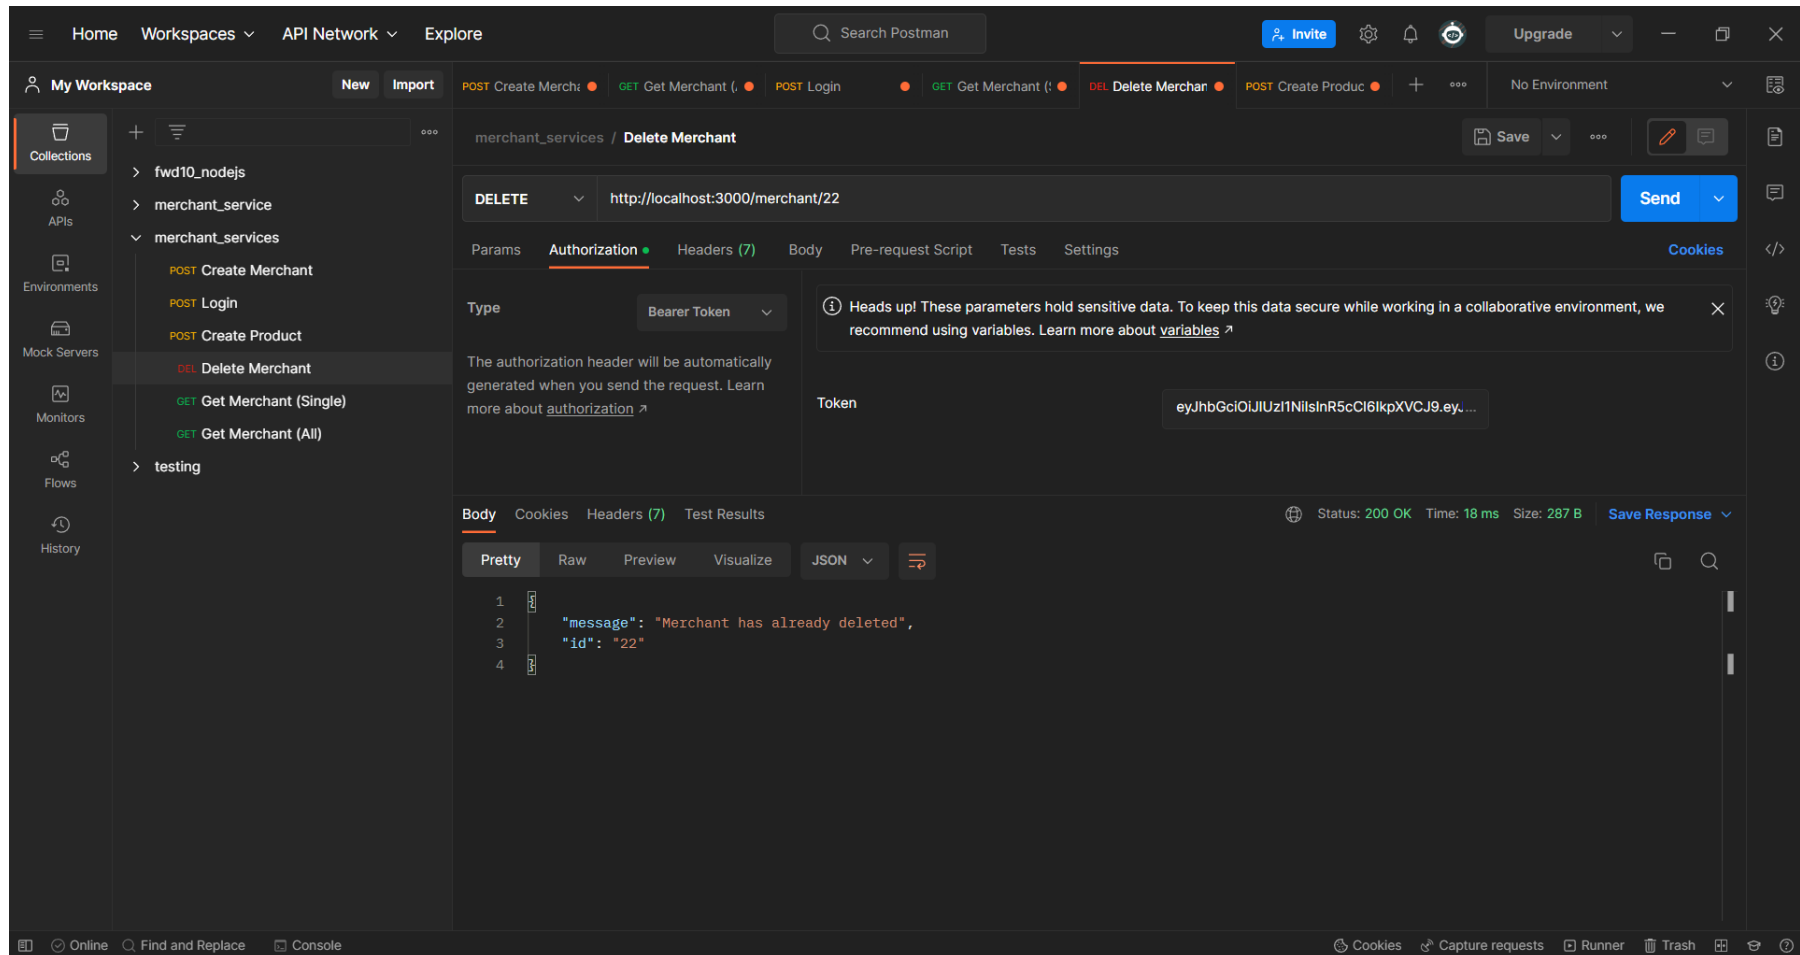 Home Workspaces API Network Explore Search Postman Invite Upgrade
My Workspace New Import
POST Create Mercha GET Get Merchant (A POST Login GET Get Merchant (S DEL Delete Merchan POST Create Produc No Environment
Collections
APIs
Environments
Mock Servers
Monitors
Flows
History
fwd10_nodejs
merchant_service
merchant_services
POST Create Merchant
POST Login
POST Create Product
DEL Delete Merchant
GET Get Merchant (Single)
GET Get Merchant (All)
testing
merchant_services / Delete Merchant Save
DELETE http://localhost:3000/merchant/22 Send
Params Authorization Headers (7) Body Pre-request Script Tests Settings Cookies
Type Bearer Token
The authorization header will be automatically
generated when you send the request. Learn
more about authorization ↗
Heads up! These parameters hold sensitive data. To keep this data secure while working in a collaborative environment, we
recommend using variables. Learn more about variables ↗
Token
Body Cookies Headers (7) Test Results Status: 200 OK Time: 18 ms Size: 287 B Save Response
Pretty Raw Preview Visualize JSON
1 {
2 "message": "Merchant has already deleted",
3 "id": "22"
4 }
Online Find and Replace Console Cookies Capture requests Runner Trash